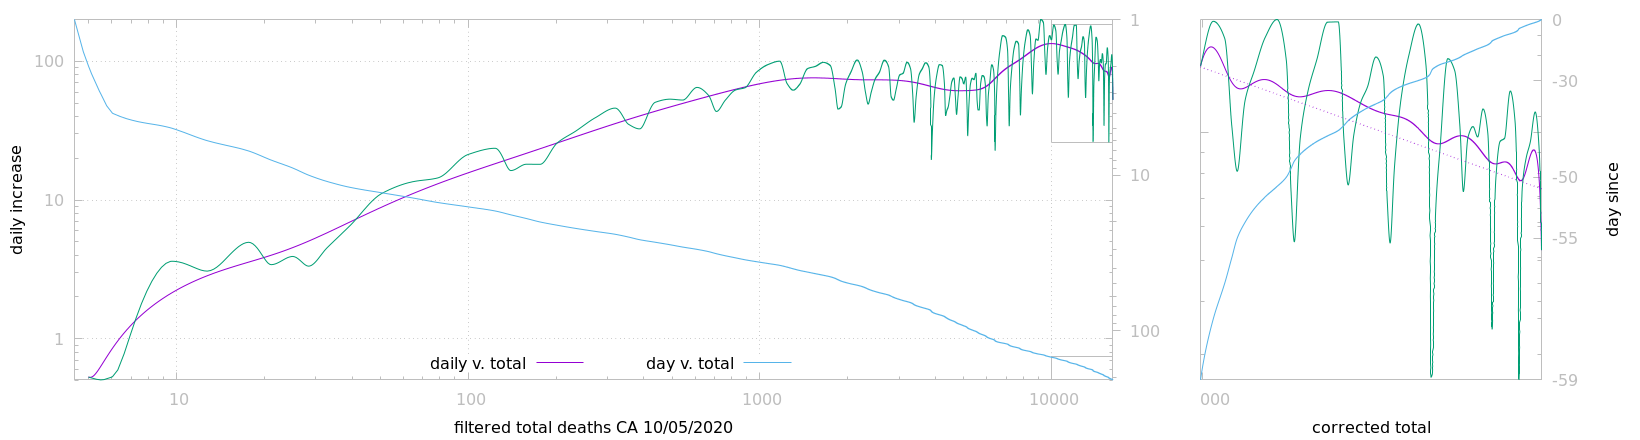 100
10
1
daily increase
10
100
1000
10000
filtered total deaths CA 10/05/2020
daily v. total
day v. total
1
10
100
000
corrected total
0
-30
-50
-55
-59
day since